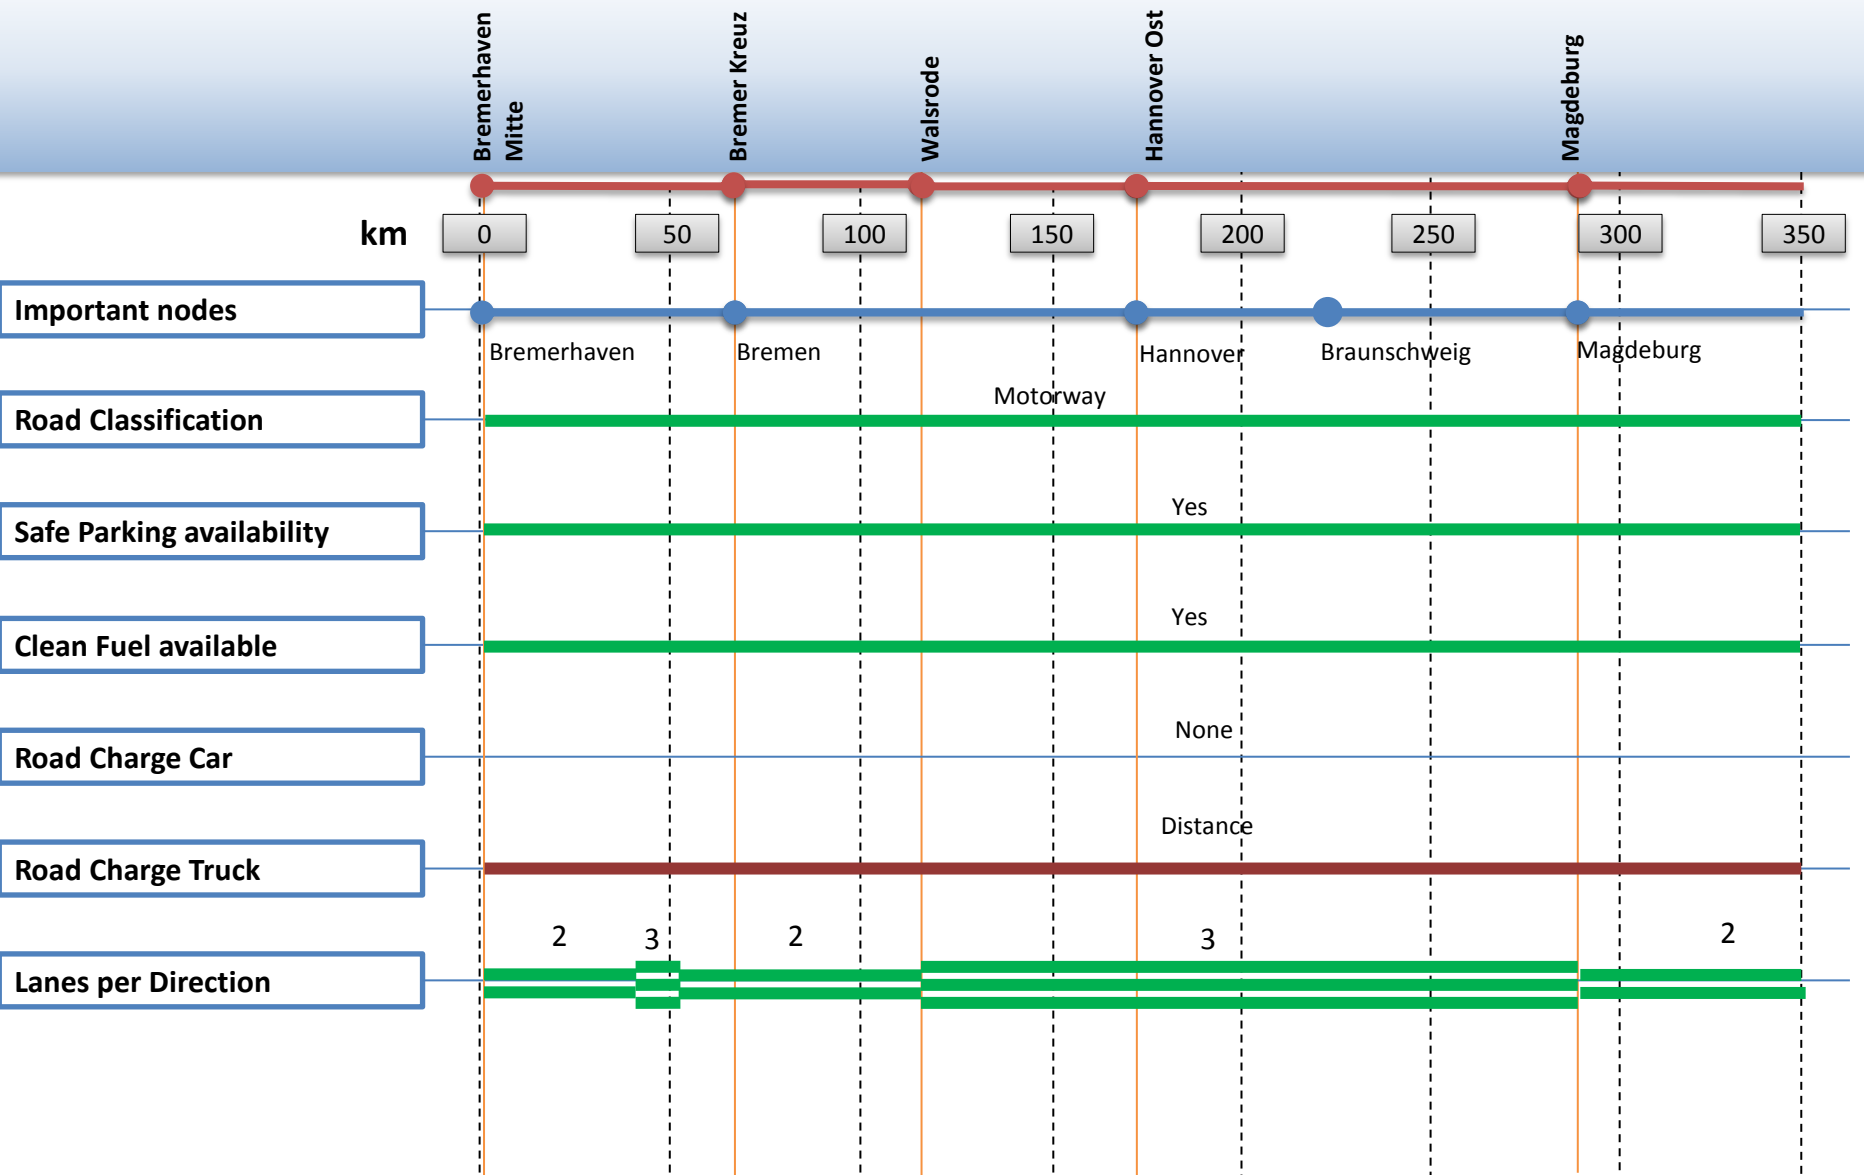 Bremerhaven
Mitte
Bremer Kreuz
Walsrode
Hannover Ost
Magdeburg
km
0
50
100
150
200
250
300
350
Important nodes
Bremerhaven
Bremen
Hannover
Braunschweig
Magdeburg
Road Classification
Motorway
Safe Parking availability
Yes
Clean Fuel available
Yes
Road Charge Car
None
Road Charge Truck
Distance
Lanes per Direction
2
3
2
3
2